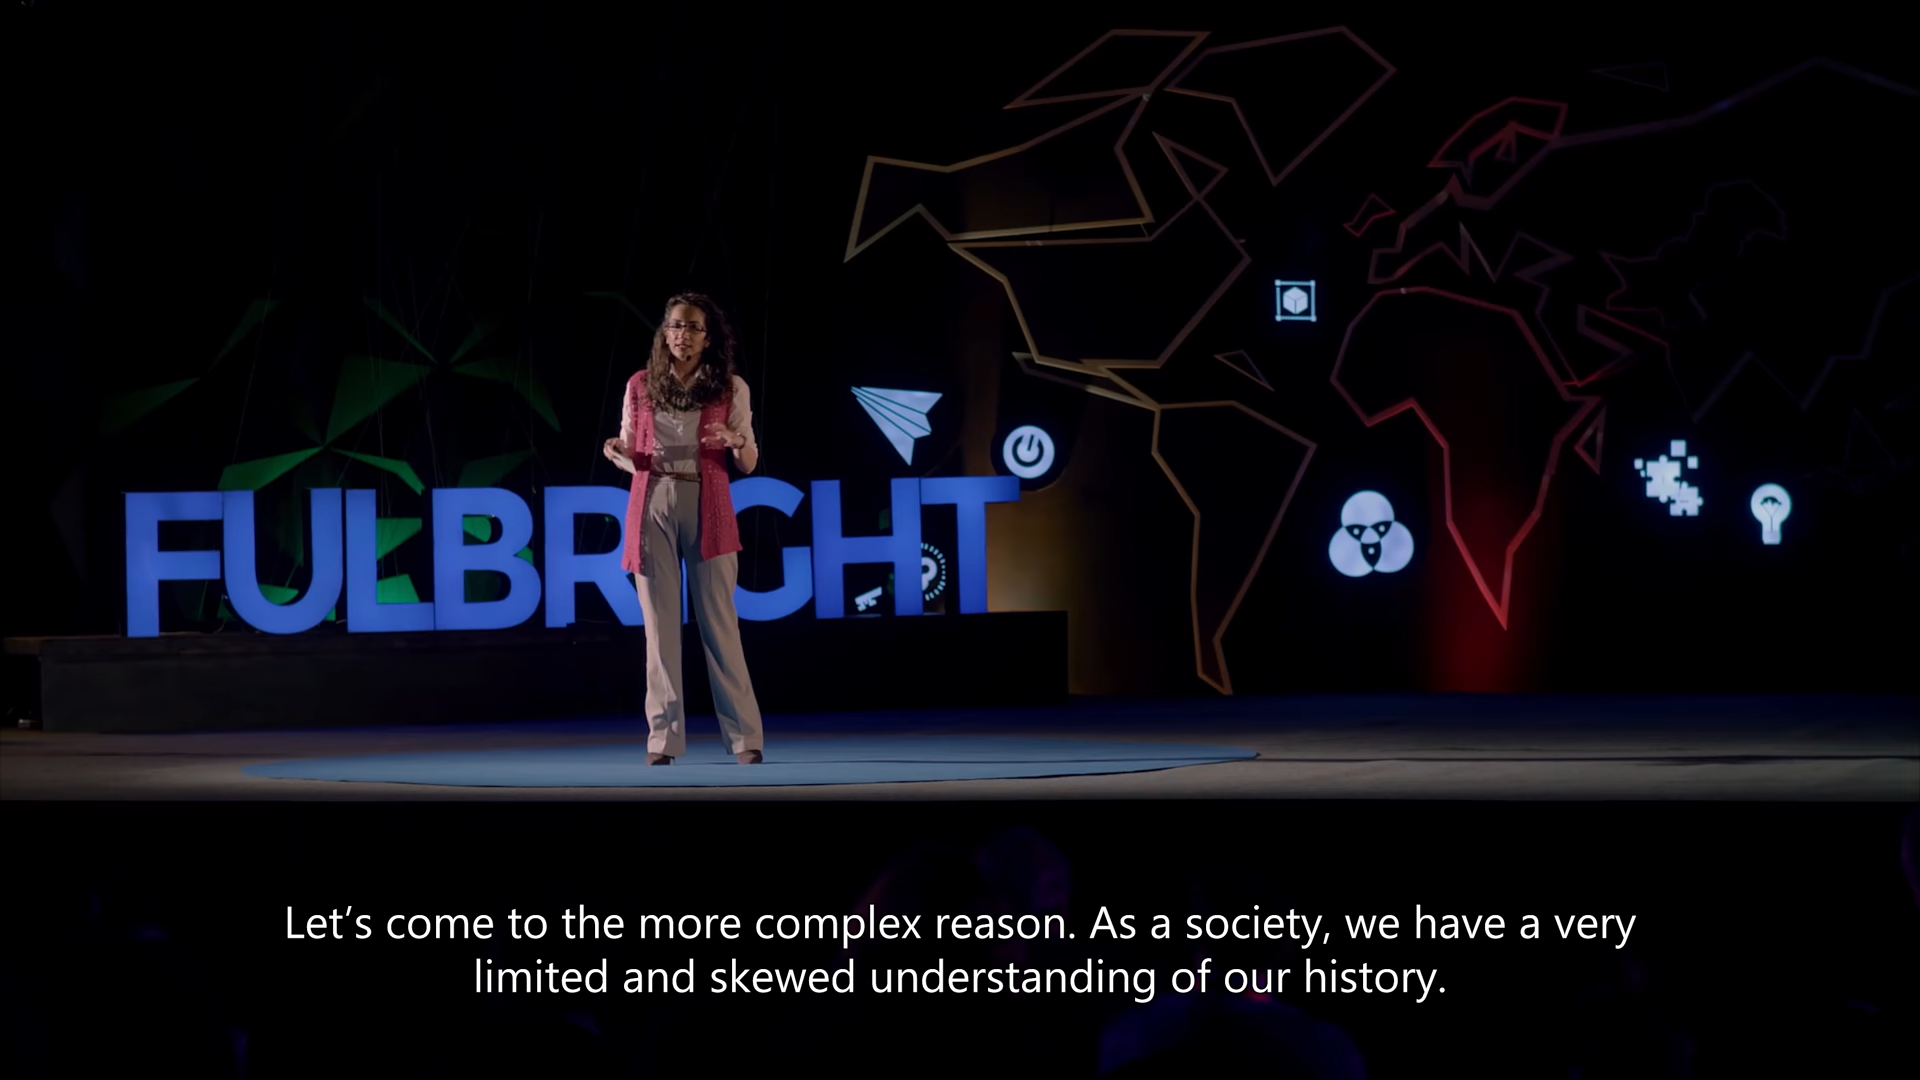 FULBRIGHT
Let’s come to the more complex reason. As a society, we have a very
limited and skewed understanding of our history.